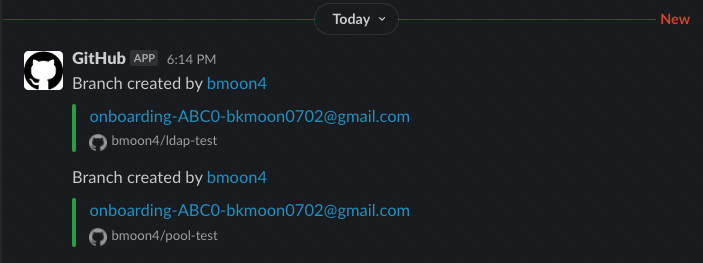 Today
New
GitHub APP 6:14 PM
Branch created by bmoon4
onboarding-ABC0-bkmoon0702@gmail.com
bmoon4/ldap-test
Branch created by bmoon4
onboarding-ABC0-bkmoon0702@gmail.com
bmoon4/pool-test